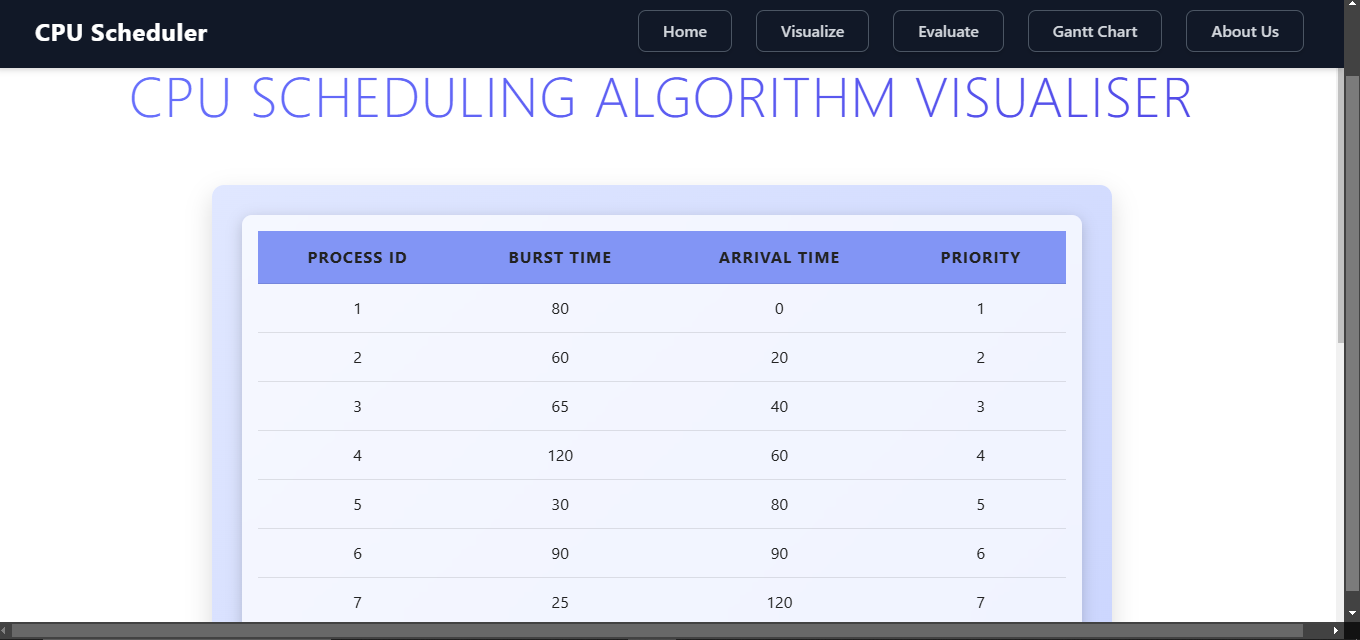 CPU Scheduler Home Visualize Evaluate Gantt Chart About Us
CPU SCHEDULING ALGORITHM VISUALISER
PROCESS ID BURST TIME ARRIVAL TIME PRIORITY
1 80 0 1
2 60 20 2
3 65 40 3
4 120 60 4
5 30 80 5
6 90 90 6
7 25 120 7